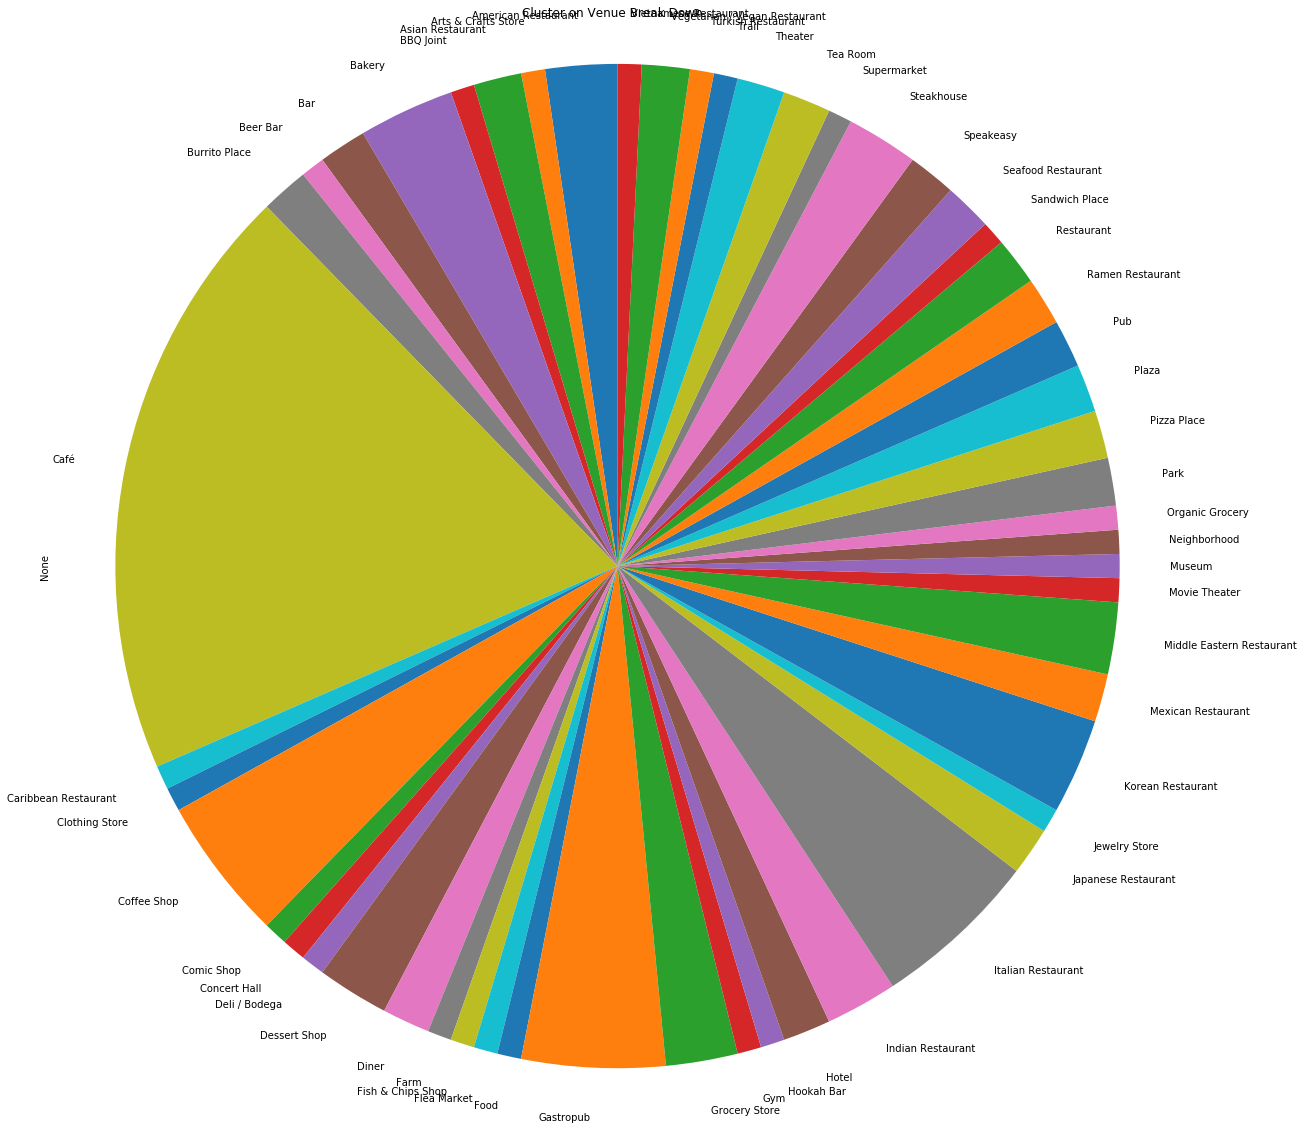 Cluster on Venue Break Down
American Restaurant
Arts & Crafts Store
Asian Restaurant
BBQ Joint
Bakery
Bar
Beer Bar
Burrito Place
Café
None
Caribbean Restaurant
Clothing Store
Coffee Shop
Comic Shop
Concert Hall
Deli / Bodega
Dessert Shop
Diner
Farm
Fish & Chips Shop
Flea Market
Food
Gastropub
Grocery Store
Gym
Hookah Bar
Hotel
Indian Restaurant
Italian Restaurant
Japanese Restaurant
Jewelry Store
Korean Restaurant
Mexican Restaurant
Middle Eastern Restaurant
Movie Theater
Museum
Neighborhood
Organic Grocery
Park
Pizza Place
Plaza
Pub
Ramen Restaurant
Restaurant
Sandwich Place
Seafood Restaurant
Speakeasy
Steakhouse
Supermarket
Tea Room
Theater
Trail
Turkish Restaurant
Vegetarian / Vegan Restaurant
Vietnamese Restaurant